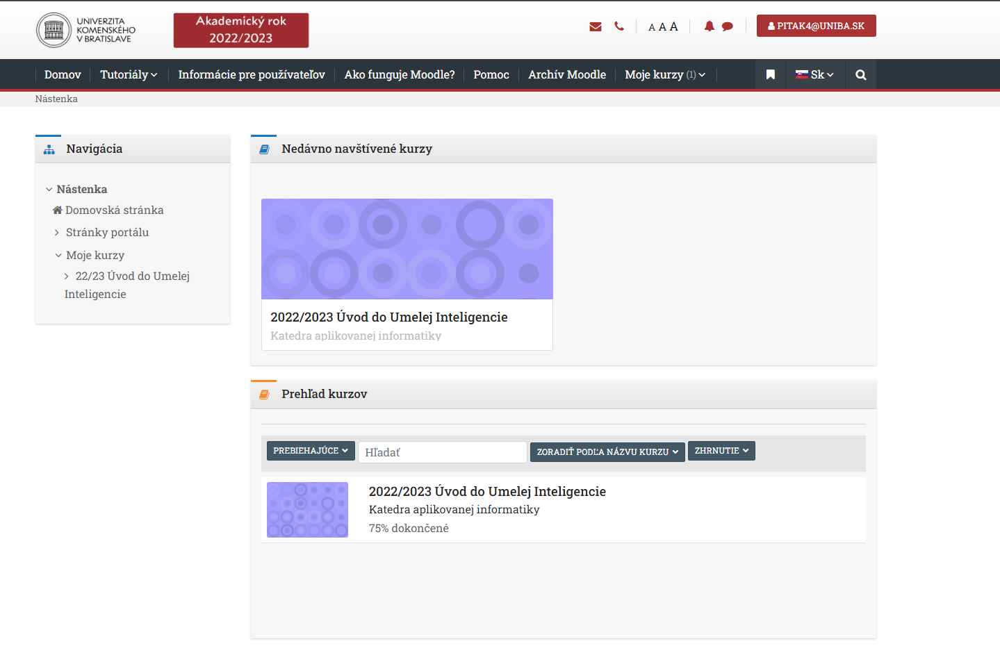 UNIVERZITA
KOMENSKÉHO
V BRATISLAVE
Akademický rok
2022/2023
A A A
PITAK4@UNIBA.SK
Domov
Tutoriály
Informácie pre používateľov
Ako funguje Moodle?
Pomoc
Archív Moodle
Moje kurzy (1)
Sk
Nástenka
Navigácia
Nástenka
Domovská stránka
Stránky portálu
Moje kurzy
22/23 Úvod do Umelej
Inteligencie
Nedávno navštívené kurzy
2022/2023 Úvod do Umelej Inteligencie
Katedra aplikovanej informatiky
Prehľad kurzov
PREBIEHAJÚCE
Hľadať
ZORADIŤ PODĽA NÁZVU KURZU
ZHRNUTIE
2022/2023 Úvod do Umelej Inteligencie
Katedra aplikovanej informatiky
75% dokončené